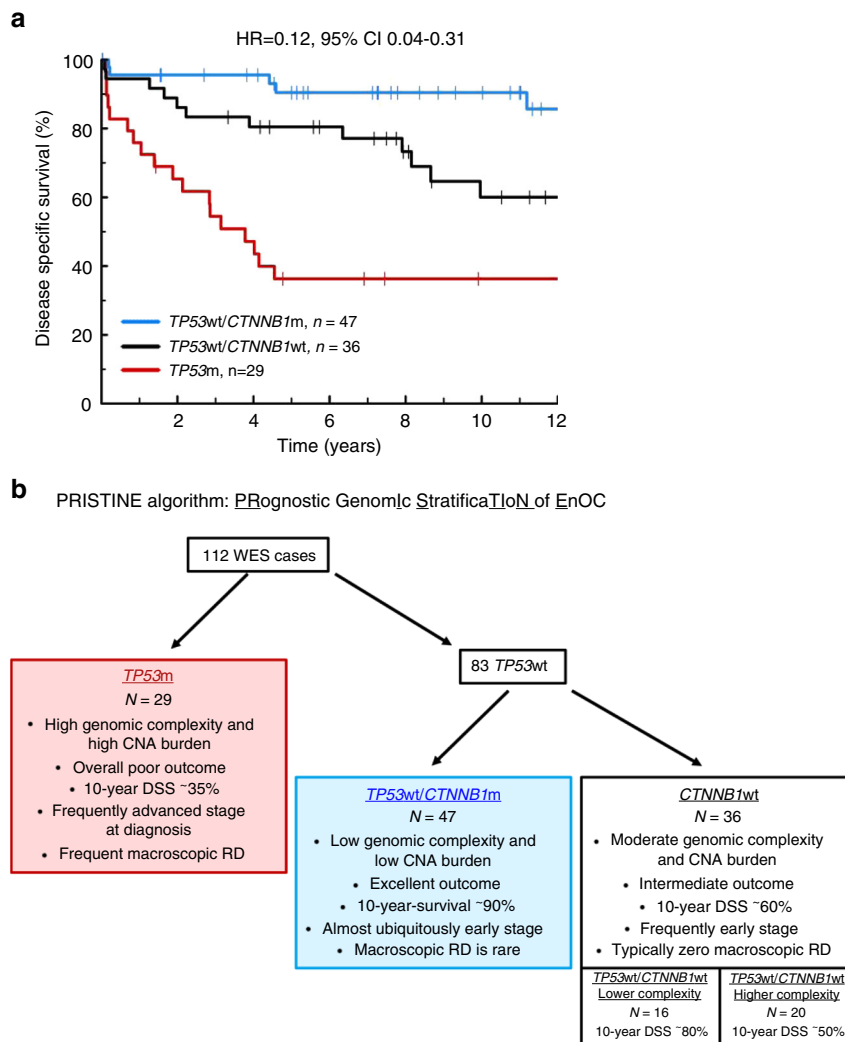 a
HR=0.12, 95% CI 0.04-0.31
Disease specific survival (%)
100
80
60
40
20
0
TP53wt/CTNNB1m, n = 47
TP53wt/CTNNB1wt, n = 36
TP53m, n=29
2
4
6
8
10
12
Time (years)
b
PRISTINE algorithm: PRognostic GenomIc StratificaTIoN of EnOC
112 WES cases
83 TP53wt
TP53m
N = 29
• High genomic complexity and
high CNA burden
• Overall poor outcome
• 10-year DSS ~35%
• Frequently advanced stage
at diagnosis
• Frequent macroscopic RD
TP53wt/CTNNB1m
N = 47
• Low genomic complexity and
low CNA burden
• Excellent outcome
• 10-year-survival ~90%
• Almost ubiquitously early stage
• Macroscopic RD is rare
CTNNB1wt
N = 36
• Moderate genomic complexity
and CNA burden
• Intermediate outcome
• 10-year DSS ~60%
• Frequently early stage
• Typically zero macroscopic RD
TP53wt/CTNNB1wt
Lower complexity
N = 16
10-year DSS ~80%
TP53wt/CTNNB1wt
Higher complexity
N = 20
10-year DSS ~50%